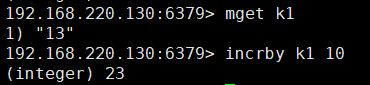 192.168.220.130:6379> mget k1
1) "13"
192.168.220.130:6379> incrby k1 10
(integer) 23